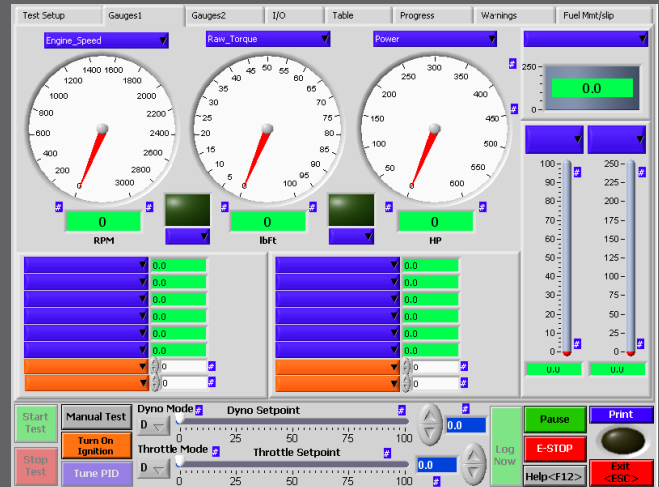 Test Setup Gauges1 Gauges2 I/O Table Progress Warnings Fuel Mmt/slip
Engine_Speed Raw_Torque Power
0 200 400 600 800 1000 1200 1400 1600 1800 2000 2200 2400 2600 2800 3000
0 5 10 15 20 25 30 35 40 45 50 55 60 65 70 75 80 85 90 95 100
0 50 100 150 200 250 300 350 400 450 500 550 600
# #
250 0
0.0
# # # # # #
0 0 0
RPM lbFt HP
100 90 80 70 60 50 40 30 20 10 0
250 225 200 175 150 125 100 75 50 25 0
# #
0.0 0.0
0.0 0.0
0.0 0.0
0.0 0.0
0.0 0.0
0.0 0.0
0.0 0.0
0 # 0 #
0 # 0 #
Start Test
Stop Test
Manual Test
Turn On Ignition
Tune PID
Dyno Mode # Dyno Setpoint #
D 0 25 50 75 100 # 0.0
Throttle Mode # Throttle Setpoint
D 0 25 50 75 100 # 0.0 #
Log Now
Pause
E-STOP
Help<F12>
Print
Exit <ESC>